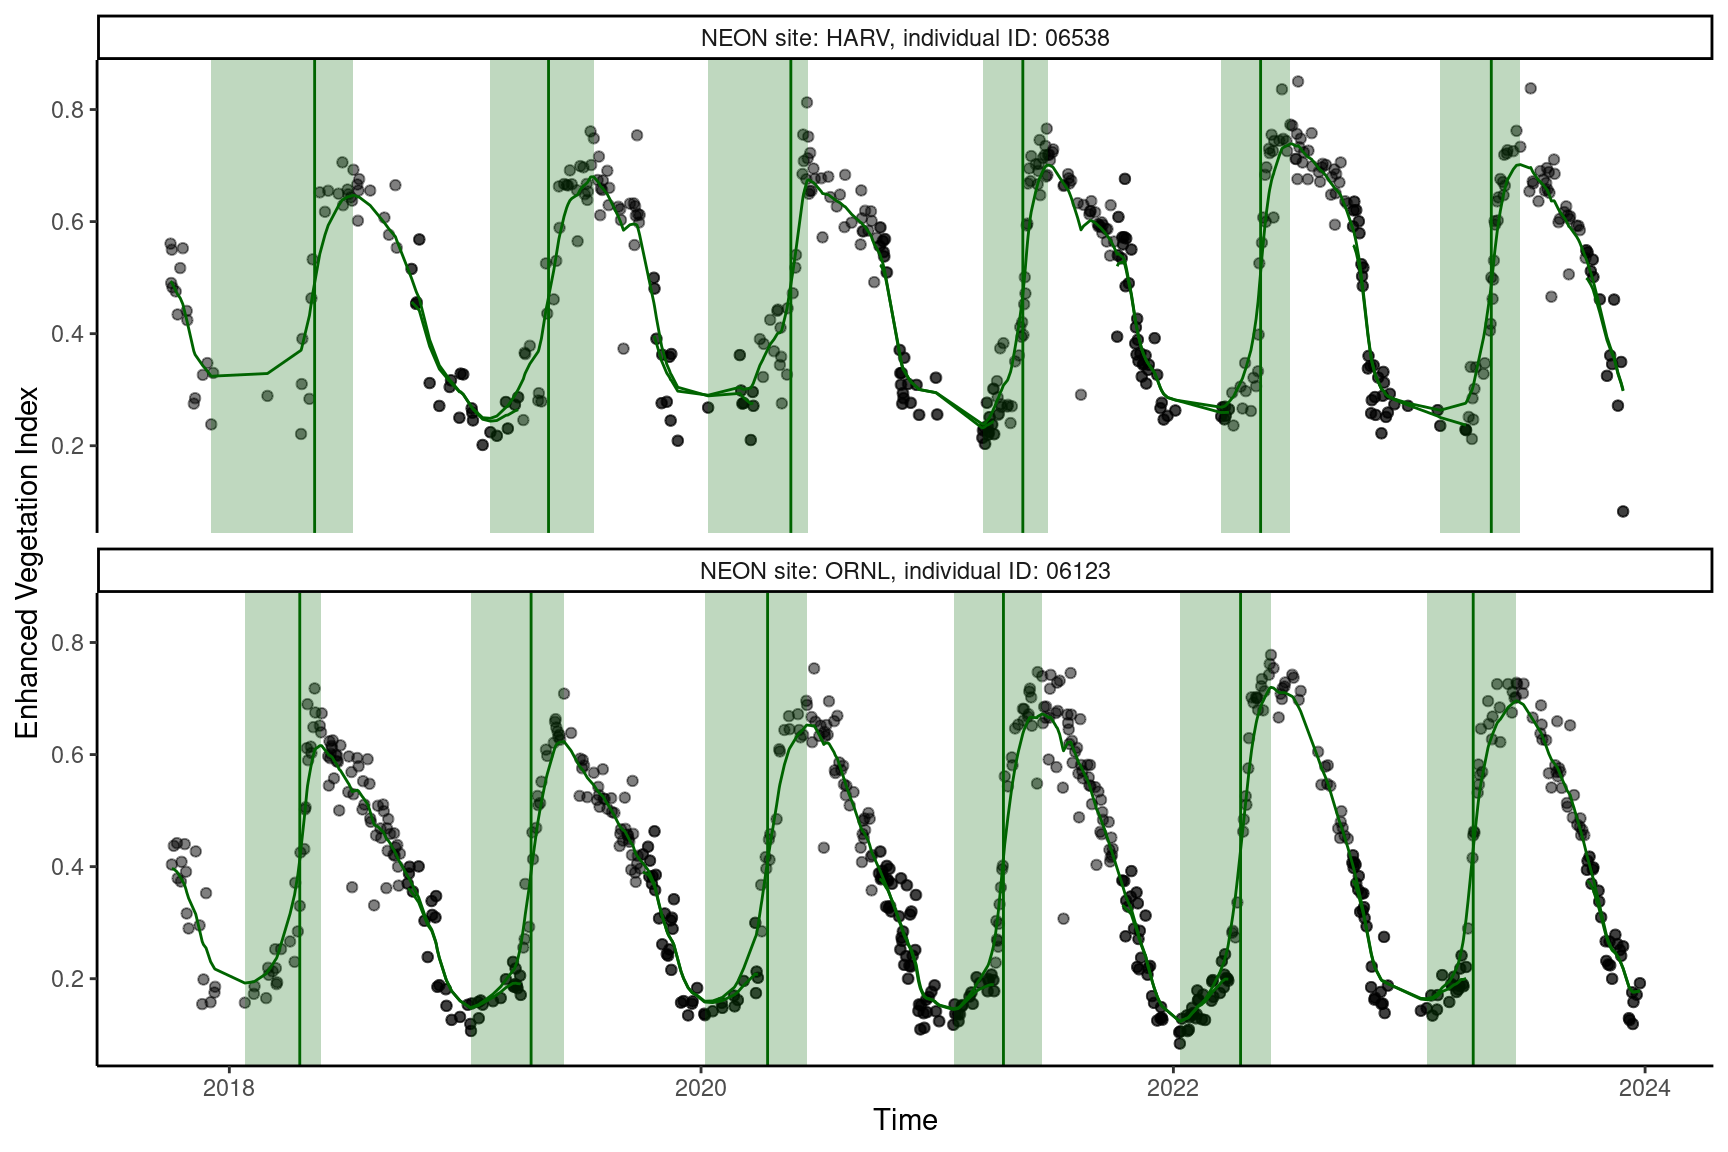 NEON site: HARV, individual ID: 06538
0.8
0.6
0.4
0.2
Enhanced Vegetation Index
NEON site: ORNL, individual ID: 06123
0.8
0.6
0.4
0.2
2018 2020 2022 2024
Time